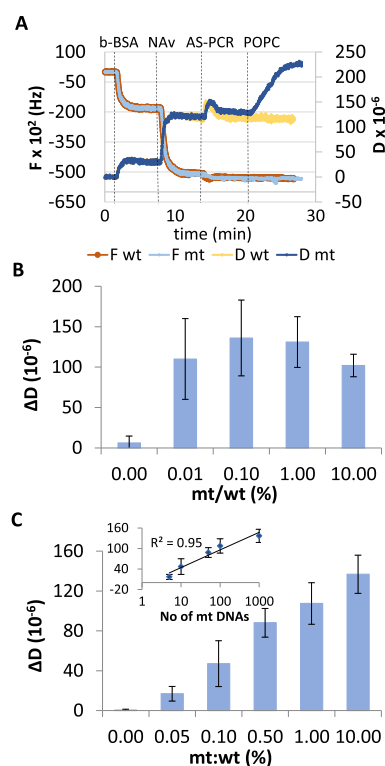 A
b-BSA NAv AS-PCR POPC
100
-50
-200
-350
-500
-650
F x 10² (Hz)
250
200
150
100
50
0
-50
D x 10⁻⁶
0 10 20 30
time (min)
F wt F mt D wt D mt
B
200
150
100
50
0
ΔD (10⁻⁶)
0.00 0.01 0.10 1.00 10.00
mt/wt (%)
C
160
100
40
-20
R² = 0.95
1 10 100 1000
No of mt DNAs
160
120
80
40
0
ΔD (10⁻⁶)
0.00 0.05 0.10 0.50 1.00 10.00
mt:wt (%)